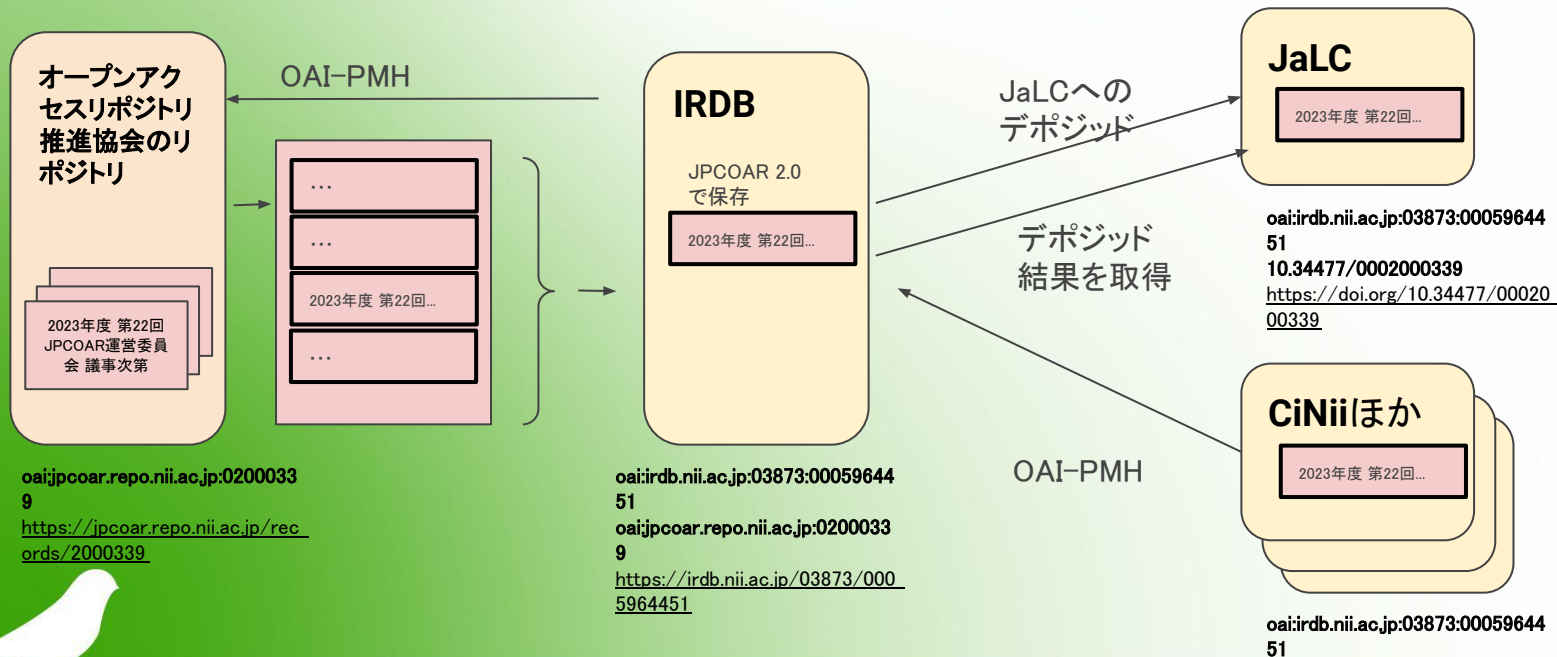 オープンアク
セスリポジトリ
推進協会のリ
ポジトリ
2023年度 第22回
JPCOAR運営委員
会 議事次第
oai:jpcoar.repo.nii.ac.jp:0200033
9
https://jpcoar.repo.nii.ac.jp/rec
ords/2000339
OAI-PMH
...
...
2023年度 第22回...
...
IRDB
JPCOAR 2.0
で保存
2023年度 第22回...
oai:irdb.nii.ac.jp:03873:00059644
51
oai:jpcoar.repo.nii.ac.jp:0200033
9
https://irdb.nii.ac.jp/03873/000
5964451
JaLCへの
デポジッド
デポジッド
結果を取得
OAI-PMH
JaLC
2023年度 第22回...
oai:irdb.nii.ac.jp:03873:00059644
51
10.34477/0002000339
https://doi.org/10.34477/00020
00339
CiNiiほか
2023年度 第22回...
oai:irdb.nii.ac.jp:03873:00059644
51